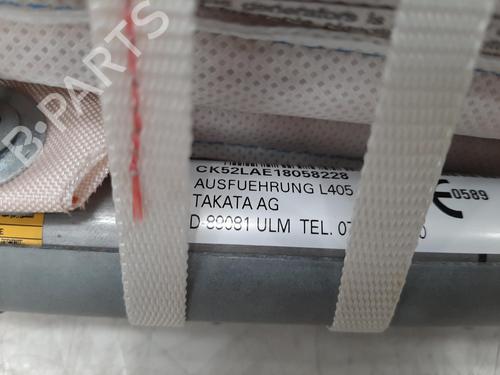 CK52LAE18058228
AUSFUEHRUNG L405
TAKATA AG
D-89081 ULM TEL. 07
0589
B-PARTS